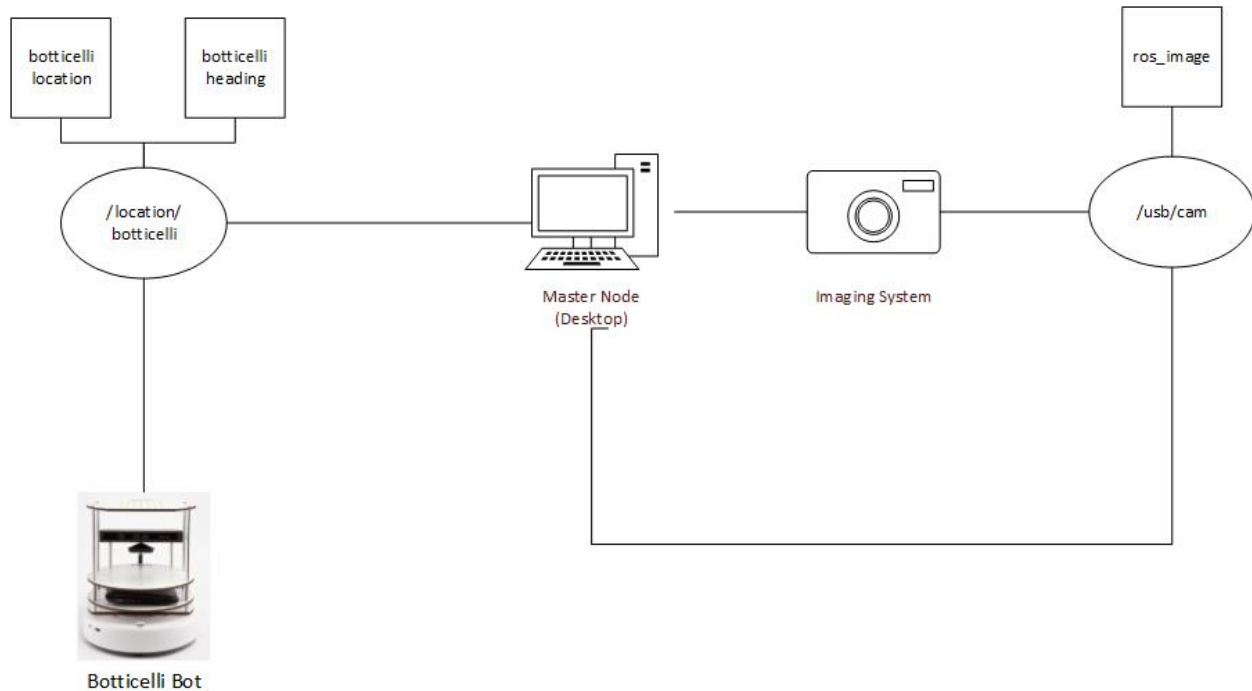 botticelli
location
botticelli
heading
ros_image
/location/
botticelli
/usb/cam
Master Node
(Desktop)
Imaging System
Botticelli Bot